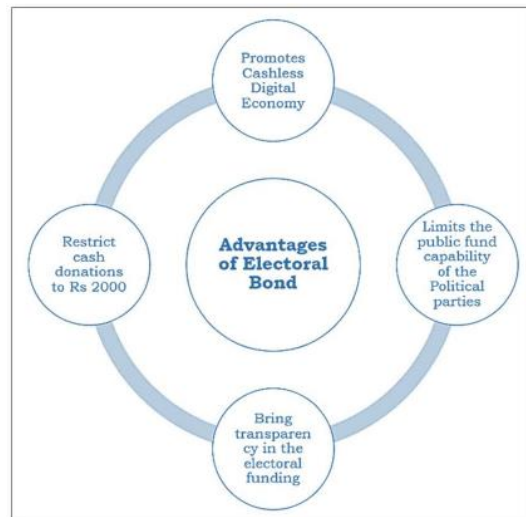 Promotes
Cashless
Digital
Economy
Restrict
cash
donations
to Rs 2000
Advantages
of Electoral
Bond
Limits the
public fund
capability
of the
Political
parties
Bring
transparen
cy in the
electoral
funding